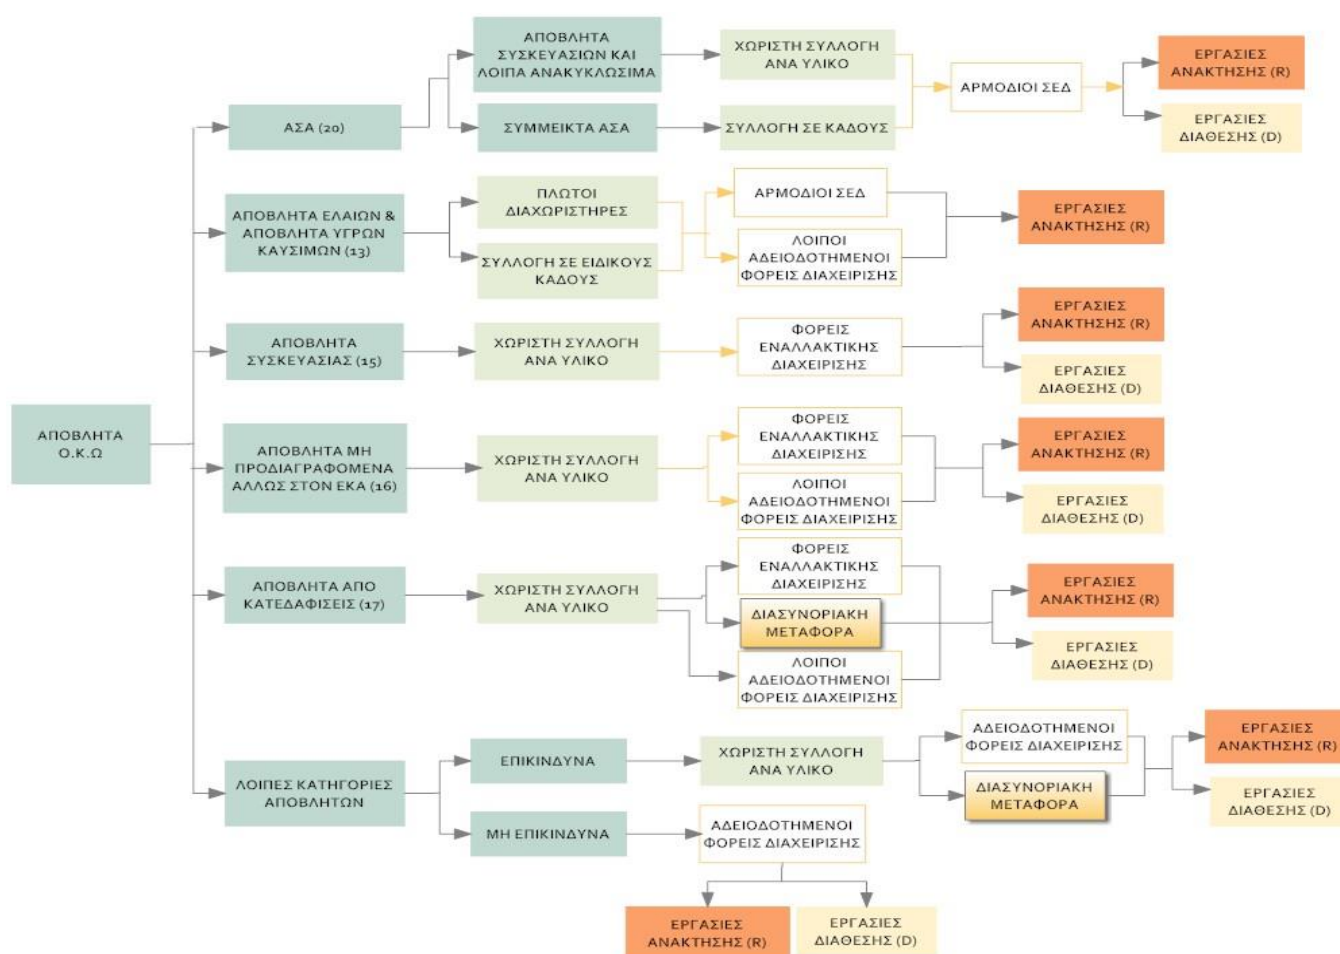 ΑΠΟΒΛΗΤΑ
Ο.Κ.Ω
ΑΣΑ (20)
ΑΠΟΒΛΗΤΑ
ΣΥΣΚΕΥΑΣΙΩΝ ΚΑΙ
ΛΟΙΠΑ ΑΝΑΚΥΚΛΩΣΙΜΑ
ΧΩΡΙΣΤΗ ΣΥΛΛΟΓΗ
ΑΝΑ ΥΛΙΚΟ
ΣΥΜΜΕΙΚΤΑ ΑΣΑ
ΣΥΛΛΟΓΗ ΣΕ ΚΑΔΟΥΣ
ΑΡΜΟΔΙΟΙ ΣΕΔ
ΕΡΓΑΣΙΕΣ
ΑΝΑΚΤΗΣΗΣ (R)
ΕΡΓΑΣΙΕΣ
ΔΙΑΘΕΣΗΣ (D)
ΑΠΟΒΛΗΤΑ ΕΛΑΙΩΝ &
ΑΠΟΒΛΗΤΑ ΥΓΡΩΝ
ΚΑΥΣΙΜΩΝ (13)
ΠΛΩΤΟΙ
ΔΙΑΧΩΡΙΣΤΗΡΕΣ
ΣΥΛΛΟΓΗ ΣΕ ΕΙΔΙΚΟΥΣ
ΚΑΔΟΥΣ
ΑΡΜΟΔΙΟΙ ΣΕΔ
ΛΟΙΠΟΙ
ΑΔΕΙΟΔΟΤΗΜΕΝΟΙ
ΦΟΡΕΙΣ ΔΙΑΧΕΙΡΙΣΗΣ
ΕΡΓΑΣΙΕΣ
ΑΝΑΚΤΗΣΗΣ (R)
ΑΠΟΒΛΗΤΑ
ΣΥΣΚΕΥΑΣΙΑΣ (15)
ΧΩΡΙΣΤΗ ΣΥΛΛΟΓΗ
ΑΝΑ ΥΛΙΚΟ
ΦΟΡΕΙΣ
ΕΝΑΛΛΑΚΤΙΚΗΣ
ΔΙΑΧΕΙΡΙΣΗΣ
ΕΡΓΑΣΙΕΣ
ΑΝΑΚΤΗΣΗΣ (R)
ΕΡΓΑΣΙΕΣ
ΔΙΑΘΕΣΗΣ (D)
ΑΠΟΒΛΗΤΑ ΜΗ
ΠΡΟΔΙΑΓΡΑΦΟΜΕΝΑ
ΑΛΛΩΣ ΣΤΟΝ ΕΚΑ (16)
ΧΩΡΙΣΤΗ ΣΥΛΛΟΓΗ
ΑΝΑ ΥΛΙΚΟ
ΦΟΡΕΙΣ
ΕΝΑΛΛΑΚΤΙΚΗΣ
ΔΙΑΧΕΙΡΙΣΗΣ
ΛΟΙΠΟΙ
ΑΔΕΙΟΔΟΤΗΜΕΝΟΙ
ΦΟΡΕΙΣ ΔΙΑΧΕΙΡΙΣΗΣ
ΕΡΓΑΣΙΕΣ
ΑΝΑΚΤΗΣΗΣ (R)
ΕΡΓΑΣΙΕΣ
ΔΙΑΘΕΣΗΣ (D)
ΑΠΟΒΛΗΤΑ ΑΠΟ
ΚΑΤΕΔΑΦΙΣΕΙΣ (17)
ΧΩΡΙΣΤΗ ΣΥΛΛΟΓΗ
ΑΝΑ ΥΛΙΚΟ
ΦΟΡΕΙΣ
ΕΝΑΛΛΑΚΤΙΚΗΣ
ΔΙΑΧΕΙΡΙΣΗΣ
ΔΙΑΣΥΝΟΡΙΑΚΗ
ΜΕΤΑΦΟΡΑ
ΛΟΙΠΟΙ
ΑΔΕΙΟΔΟΤΗΜΕΝΟΙ
ΦΟΡΕΙΣ ΔΙΑΧΕΙΡΙΣΗΣ
ΕΡΓΑΣΙΕΣ
ΑΝΑΚΤΗΣΗΣ (R)
ΕΡΓΑΣΙΕΣ
ΔΙΑΘΕΣΗΣ (D)
ΛΟΙΠΕΣ ΚΑΤΗΓΟΡΙΕΣ
ΑΠΟΒΛΗΤΩΝ
ΕΠΙΚΙΝΔΥΝΑ
ΧΩΡΙΣΤΗ ΣΥΛΛΟΓΗ
ΑΝΑ ΥΛΙΚΟ
ΑΔΕΙΟΔΟΤΗΜΕΝΟΙ
ΦΟΡΕΙΣ ΔΙΑΧΕΙΡΙΣΗΣ
ΔΙΑΣΥΝΟΡΙΑΚΗ
ΜΕΤΑΦΟΡΑ
ΕΡΓΑΣΙΕΣ
ΑΝΑΚΤΗΣΗΣ (R)
ΕΡΓΑΣΙΕΣ
ΔΙΑΘΕΣΗΣ (D)
ΜΗ ΕΠΙΚΙΝΔΥΝΑ
ΑΔΕΙΟΔΟΤΗΜΕΝΟΙ
ΦΟΡΕΙΣ ΔΙΑΧΕΙΡΙΣΗΣ
ΕΡΓΑΣΙΕΣ
ΑΝΑΚΤΗΣΗΣ (R)
ΕΡΓΑΣΙΕΣ
ΔΙΑΘΕΣΗΣ (D)